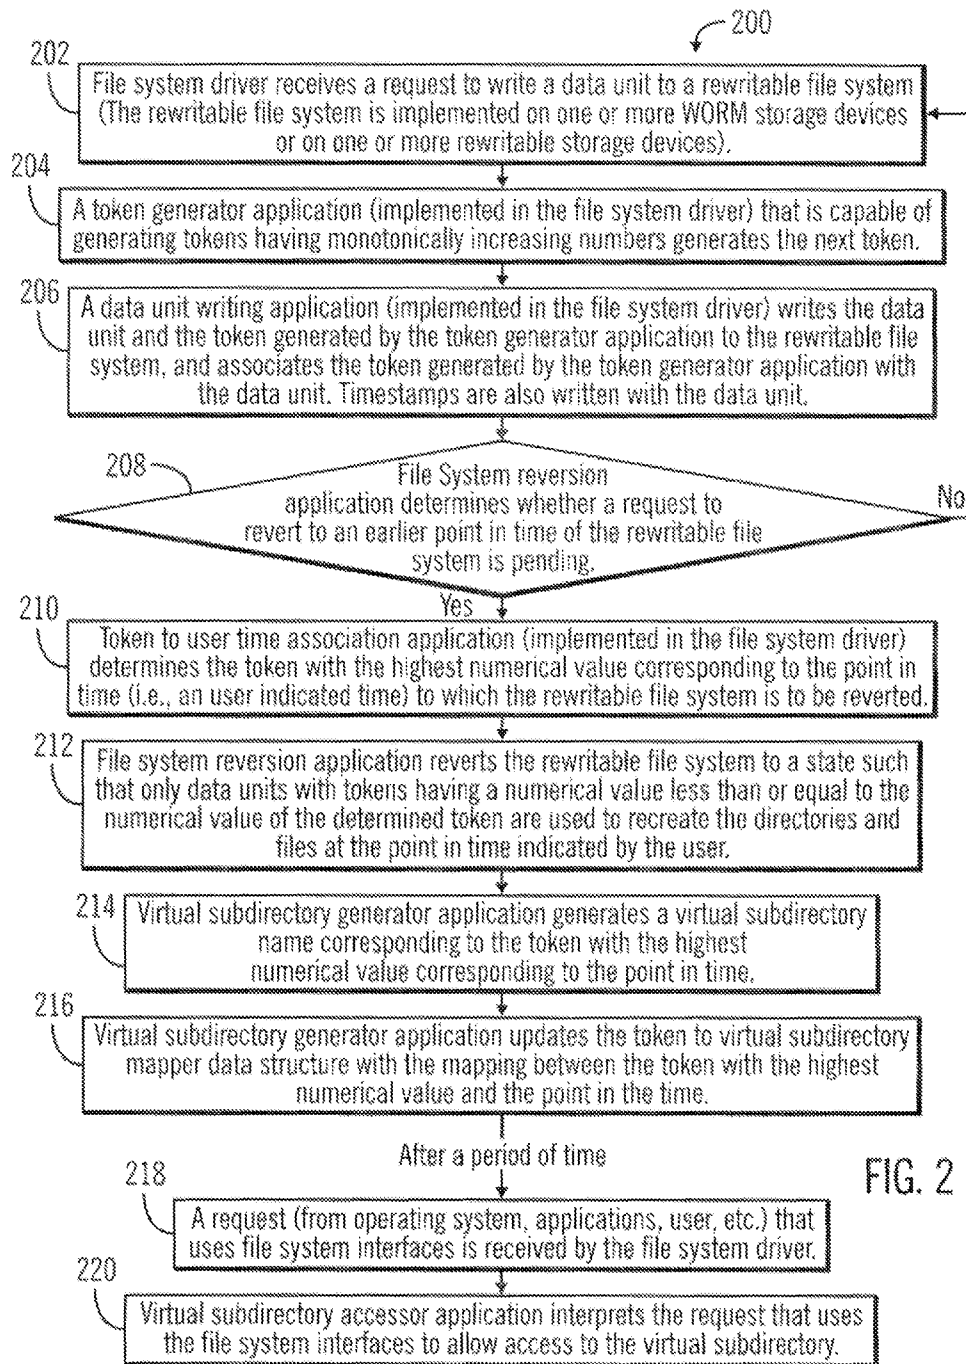 200
202
File system driver receives a request to write a data unit to a rewritable file system
(The rewritable file system is implemented on one or more WORM storage devices
or on one or more rewritable storage devices).
204
A token generator application (implemented in the file system driver) that is capable of
generating tokens having monotonically increasing numbers generates the next token.
206
A data unit writing application (implemented in the file system driver) writes the data
unit and the token generated by the token generator application to the rewritable file
system, and associates the token generated by the token generator application with
the data unit. Timestamps are also written with the data unit.
208
File System reversion
application determines whether a request to
revert to an earlier point in time of the rewritable file
system is pending.
No
Yes
210
Token to user time association application (implemented in the file system driver)
determines the token with the highest numerical value corresponding to the point in
time (i.e., an user indicated time) to which the rewritable file system is to be reverted.
212
File system reversion application reverts the rewritable file system to a state such
that only data units with tokens having a numerical value less than or equal to the
numerical value of the determined token are used to recreate the directories and
files at the point in time indicated by the user.
214
Virtual subdirectory generator application generates a virtual subdirectory
name corresponding to the token with the highest
numerical value corresponding to the point in time.
216
Virtual subdirectory generator application updates the token to virtual subdirectory
mapper data structure with the mapping between the token with the highest
numerical value and the point in the time.
After a period of time
FIG. 2
218
A request (from operating system, applications, user, etc.) that
uses file system interfaces is received by the file system driver.
220
Virtual subdirectory accessor application interprets the request that uses
the file system interfaces to allow access to the virtual subdirectory.